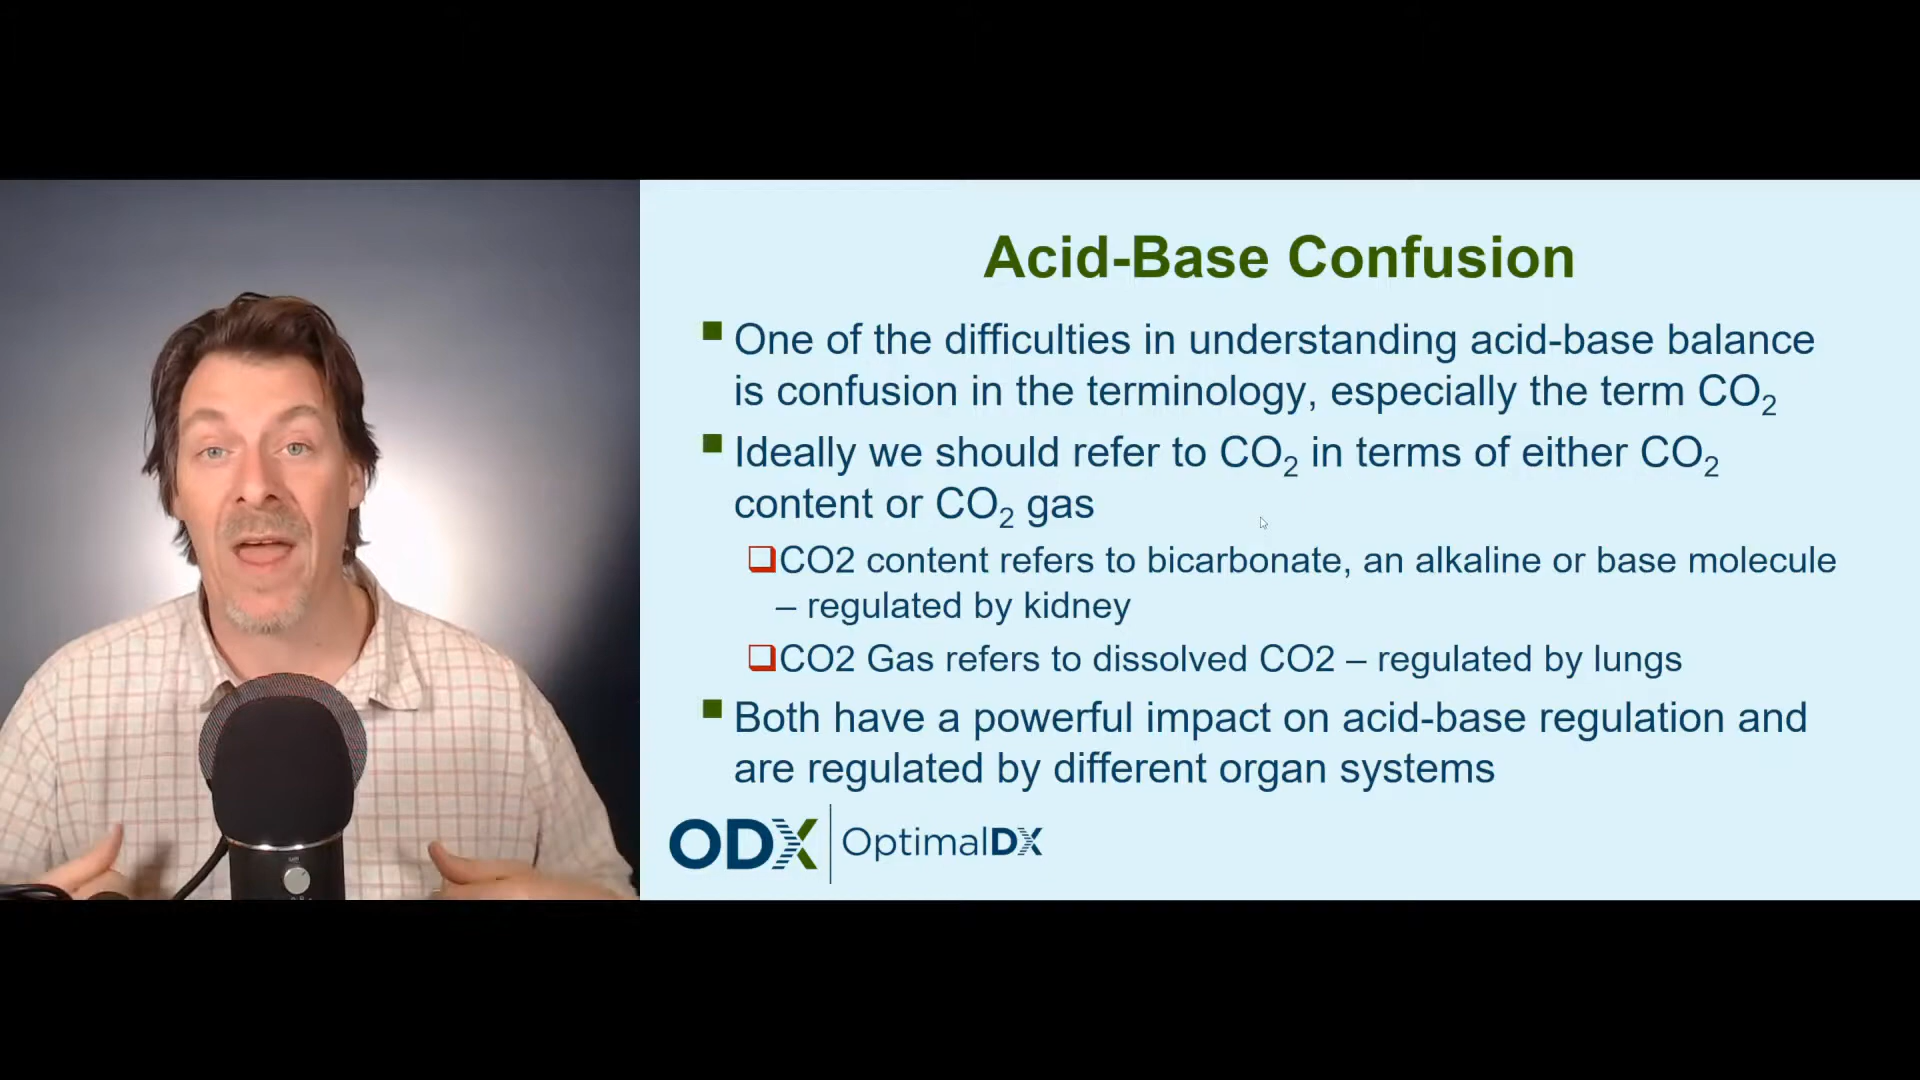 Acid-Base Confusion
One of the difficulties in understanding acid-base balance
is confusion in the terminology, especially the term CO₂
Ideally we should refer to CO₂ in terms of either CO₂
content or CO₂ gas
CO2 content refers to bicarbonate, an alkaline or base molecule
– regulated by kidney
CO2 Gas refers to dissolved CO2 – regulated by lungs
Both have a powerful impact on acid-base regulation and
are regulated by different organ systems
ODX OptimalDX